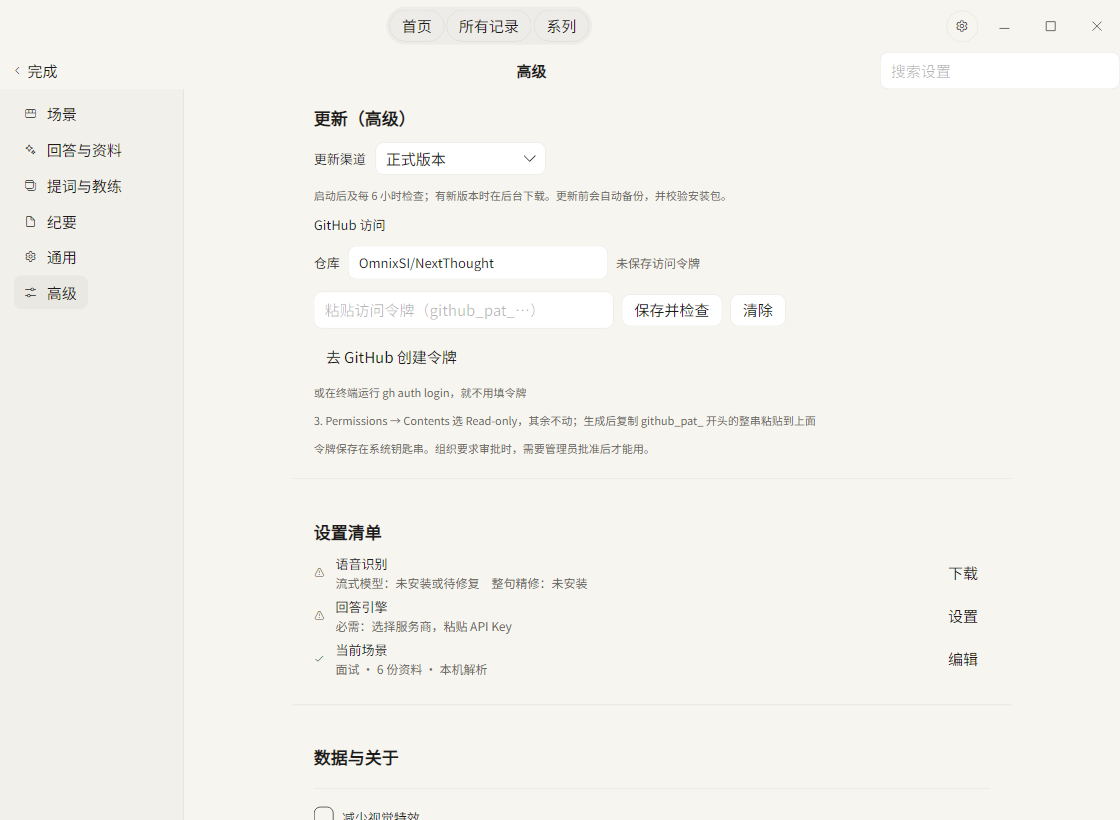 首页 所有记录 系列
完成
高级
搜索设置
场景
回答与资料
提词与教练
纪要
通用
高级
更新（高级）
更新渠道 正式版本
启动后及每 6 小时检查；有新版本时在后台下载。更新前会自动备份，并校验安装包。
GitHub 访问
仓库 OmnixSI/NextThought 未保存访问令牌
粘贴访问令牌（github_pat_…） 保存并检查 清除
去 GitHub 创建令牌
或在终端运行 gh auth login，就不用填令牌
3. Permissions → Contents 选 Read-only，其余不动；生成后复制 github_pat_ 开头的整串粘贴到上面
令牌保存在系统钥匙串。组织要求审批时，需要管理员批准后才能用。
设置清单
语音识别
流式模型：未安装或待修复 整句精修：未安装
下载
回答引擎
必需：选择服务商，粘贴 API Key
设置
当前场景
面试 · 6 份资料 · 本机解析
编辑
数据与关于
减少视觉特效